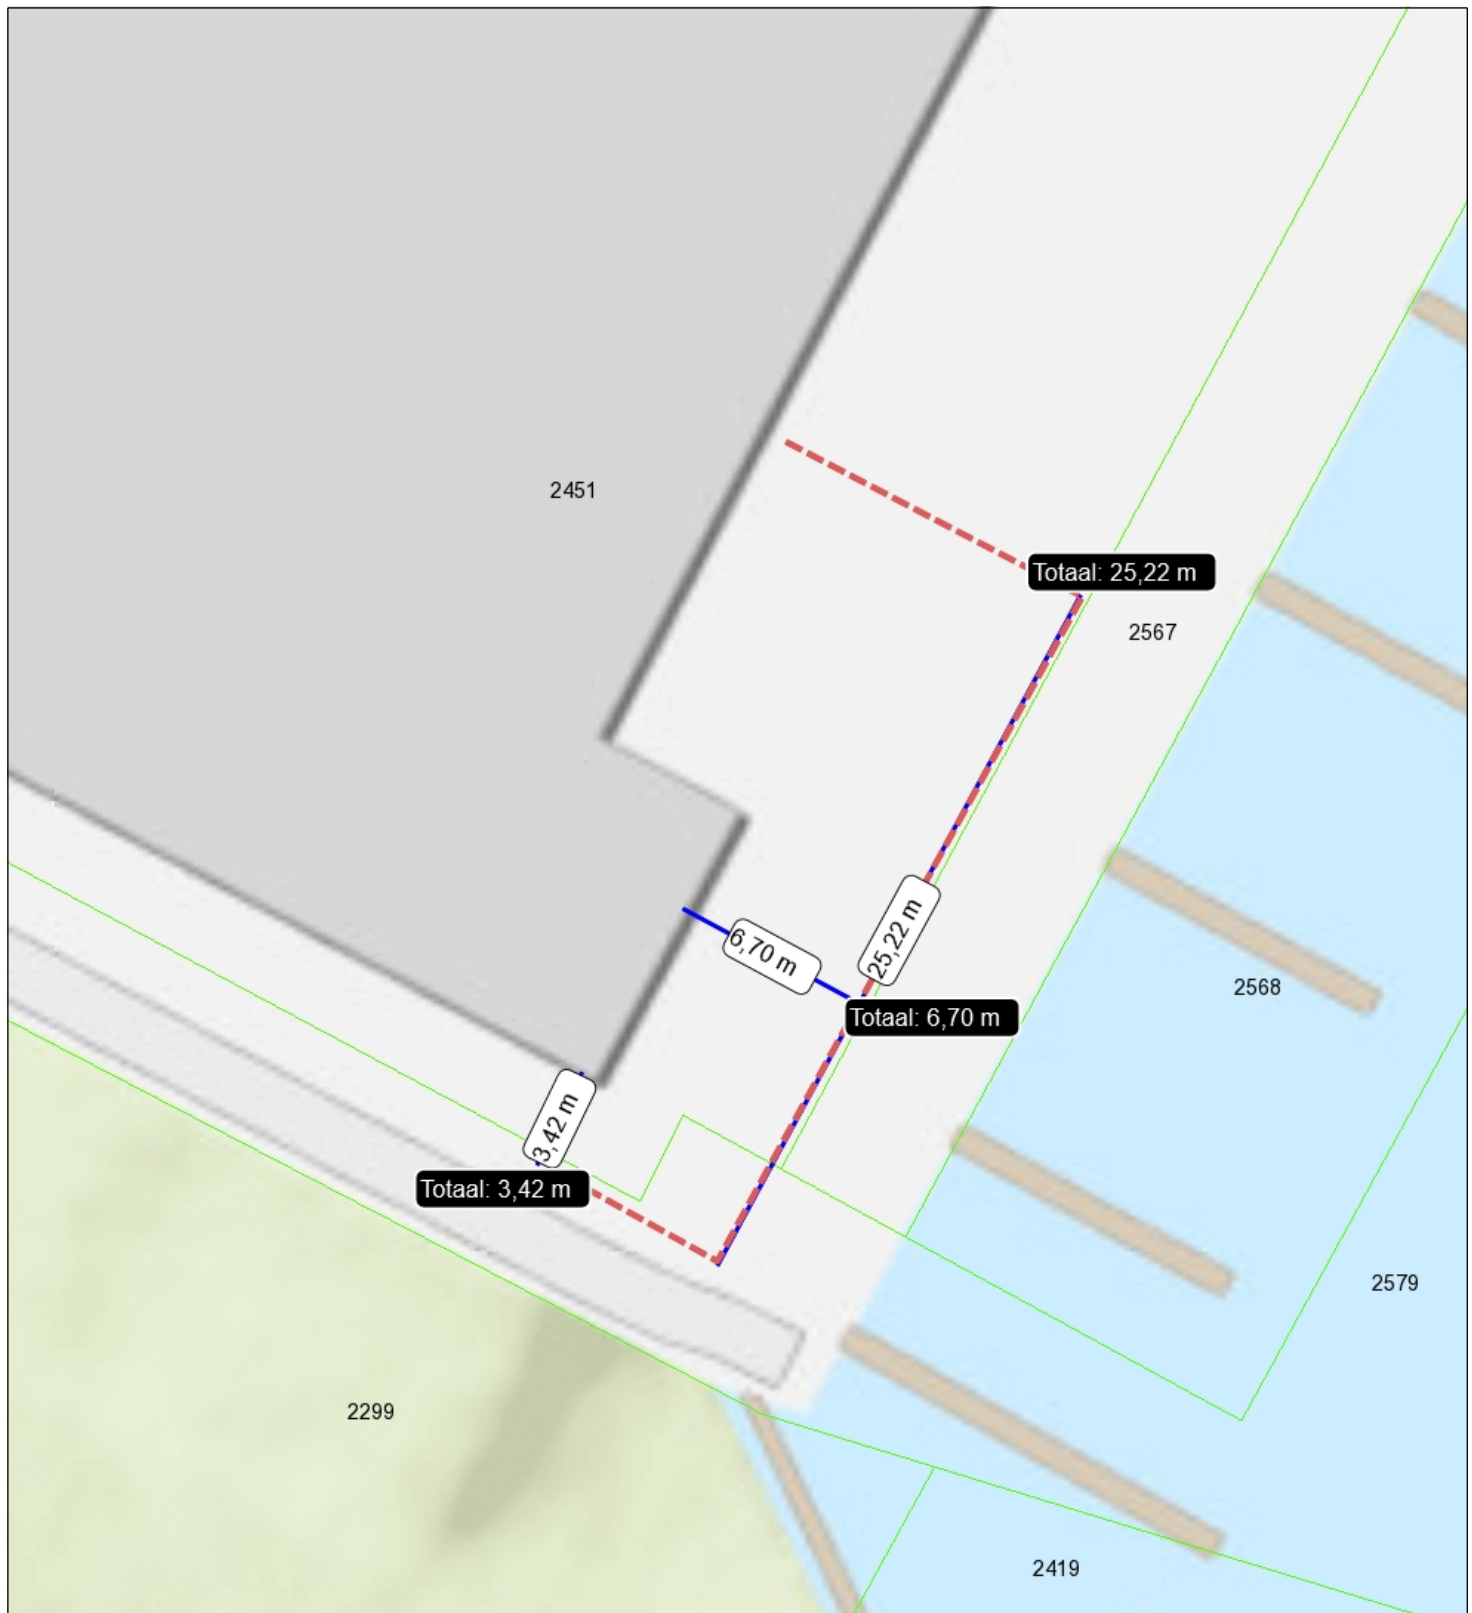 2451
Totaal: 25,22 m
2567
25,22 m
6,70 m
2568
Totaal: 6,70 m
3,42 m
Totaal: 3,42 m
2579
2299
2419